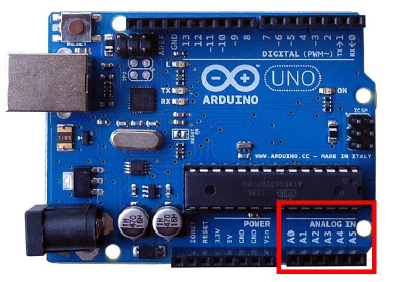 RESET
AREF
GND
13
12
~11
~10
~9
8
7
~6
~5
4
~3
2
TX→1
RX←0
DIGITAL (PWM~)
L
TX
RX
ARDUINO
UNO
ON
ICSP
WWW.ARDUINO.CC - MADE IN ITALY
POWER
ANALOG IN
IOREF
RESET
3.3V
5V
GND
GND
Vin
A0
A1
A2
A3
A4
A5